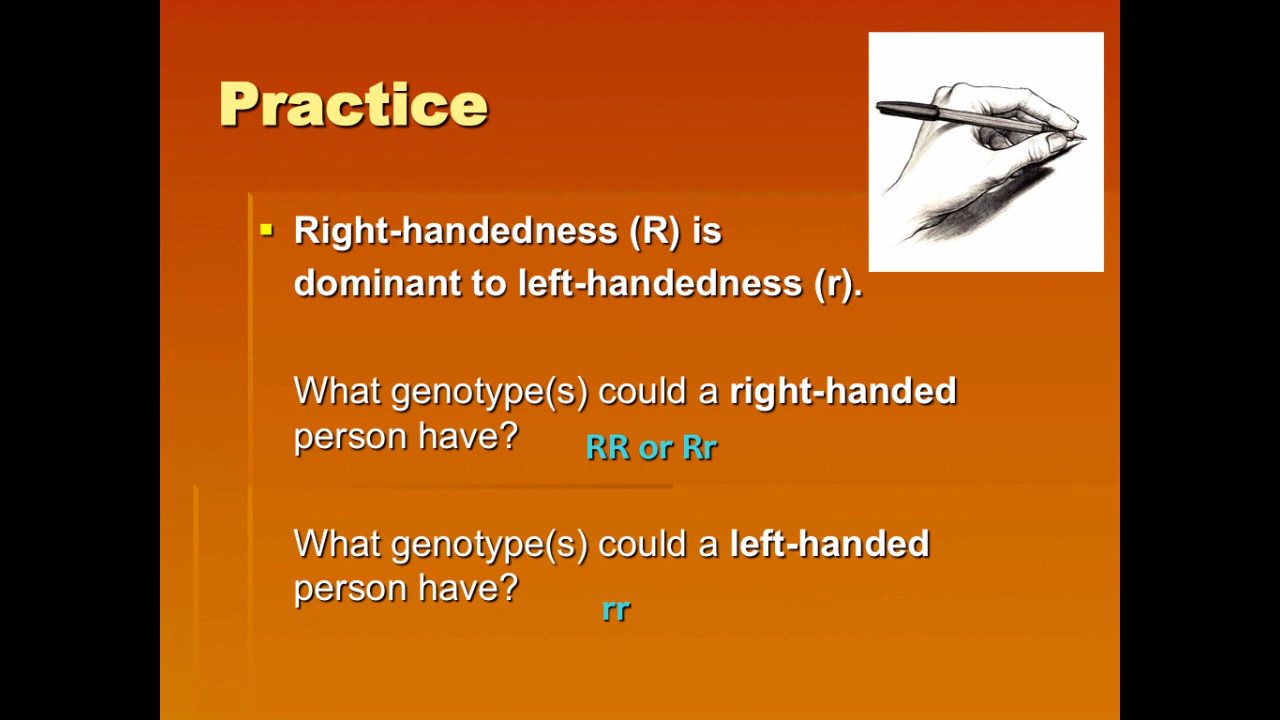 Practice
Right-handedness (R) is
dominant to left-handedness (r).
What genotype(s) could a right-handed
person have?
RR or Rr
What genotype(s) could a left-handed
person have?
rr